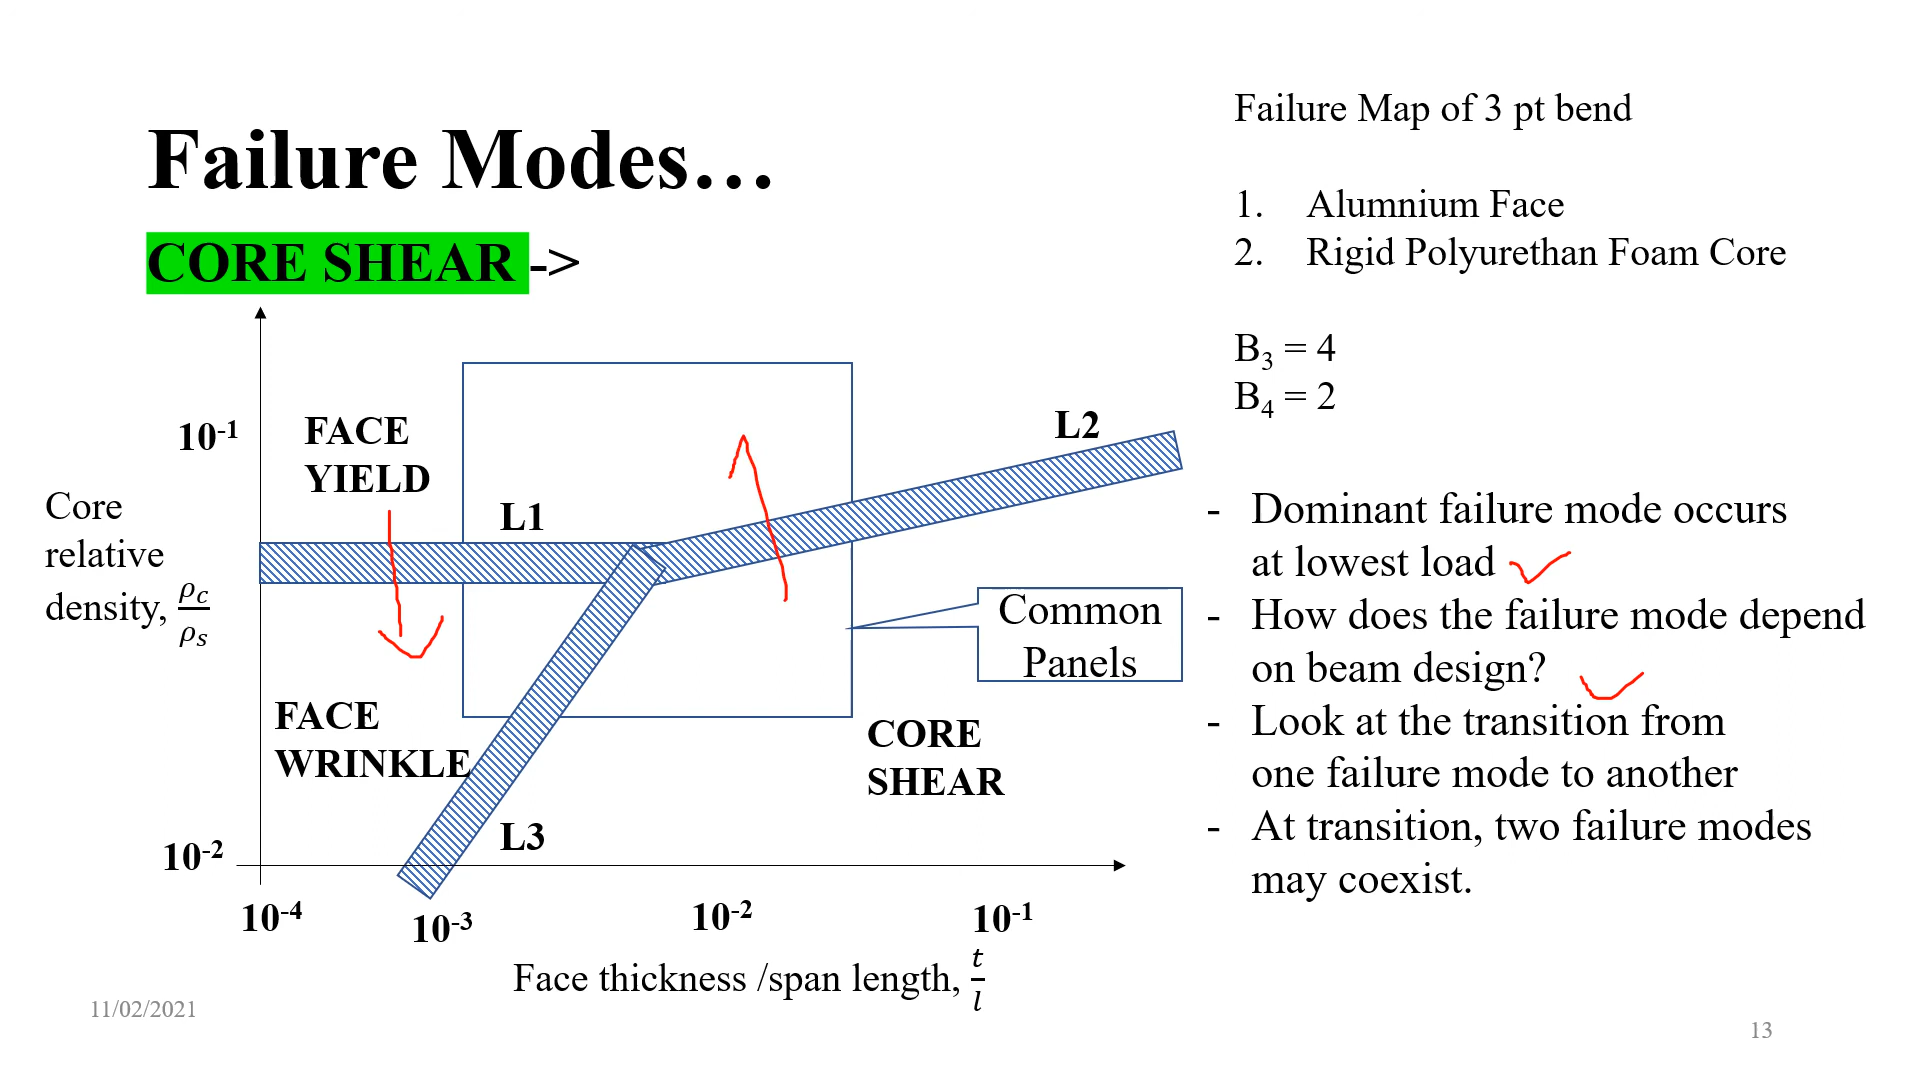 Failure Modes…
CORE SHEAR ->
Failure Map of 3 pt bend
1. Alumnium Face
2. Rigid Polyurethan Foam Core
B₃ = 4
B₄ = 2
10⁻¹
FACE
YIELD
L1
L2
Core
relative
density, ρc/ρs
Common
Panels
FACE
WRINKLE
CORE
SHEAR
L3
10⁻²
10⁻⁴
10⁻³
10⁻²
10⁻¹
Face thickness /span length, t/l
- Dominant failure mode occurs
at lowest load
- How does the failure mode depend
on beam design?
- Look at the transition from
one failure mode to another
- At transition, two failure modes
may coexist.
11/02/2021
13